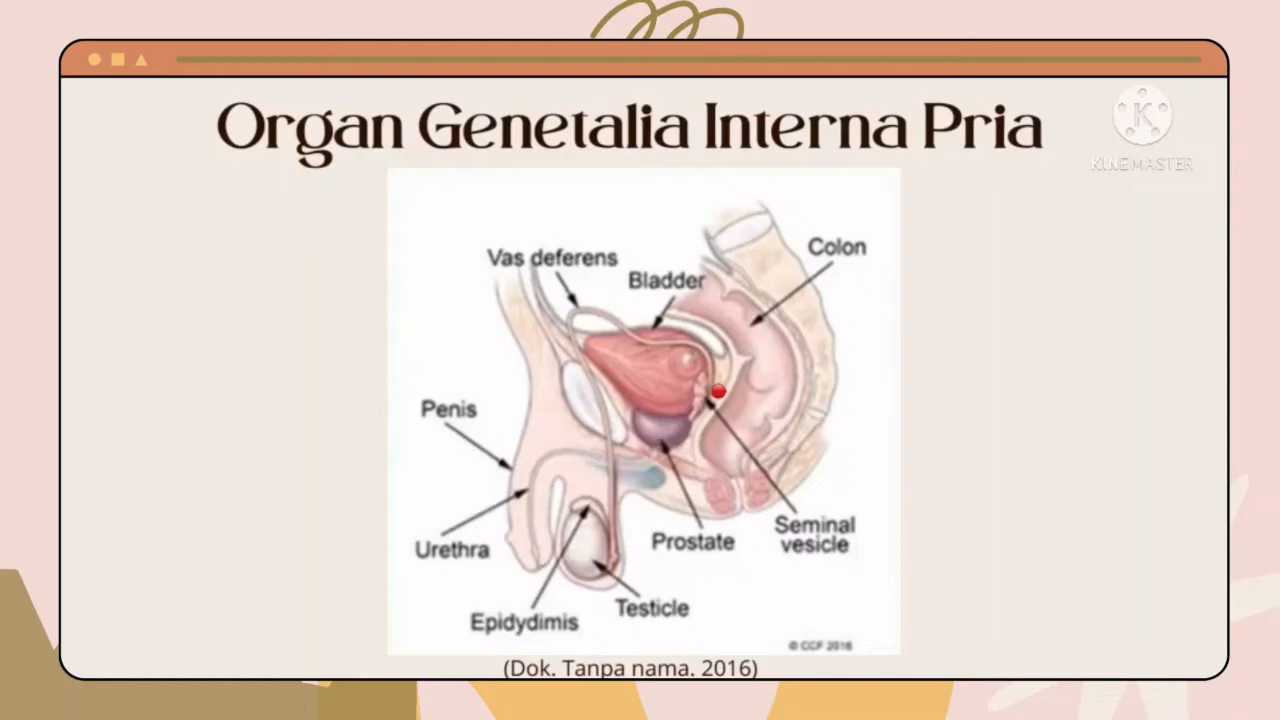 Organ Genetalia Interna Pria
K
KINEMASTER
Colon
Vas deferens
Bladder
Penis
Urethra
Prostate
Seminal
vesicle
Epidydimis
Testicle
© CCF 2016
(Dok. Tanpa nama. 2016)